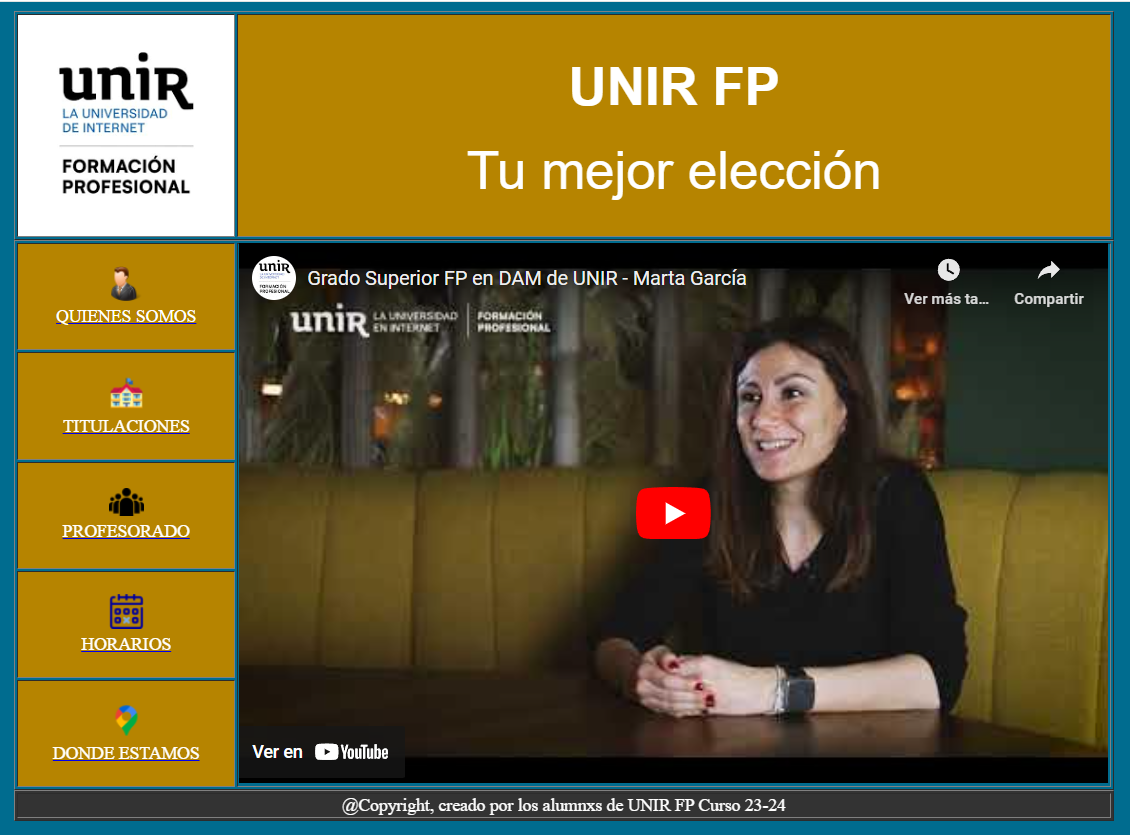 uniR
LA UNIVERSIDAD
DE INTERNET
FORMACIÓN
PROFESIONAL
UNIR FP
Tu mejor elección
QUIENES SOMOS
TITULACIONES
PROFESORADO
HORARIOS
DONDE ESTAMOS
uniR
Grado Superior FP en DAM de UNIR - Marta García
Ver más ta...
Compartir
uniR LA UNIVERSIDAD
EN INTERNET
FORMACIÓN
PROFESIONAL
Ver en YouTube
@Copyright, creado por los alumnxs de UNIR FP Curso 23-24